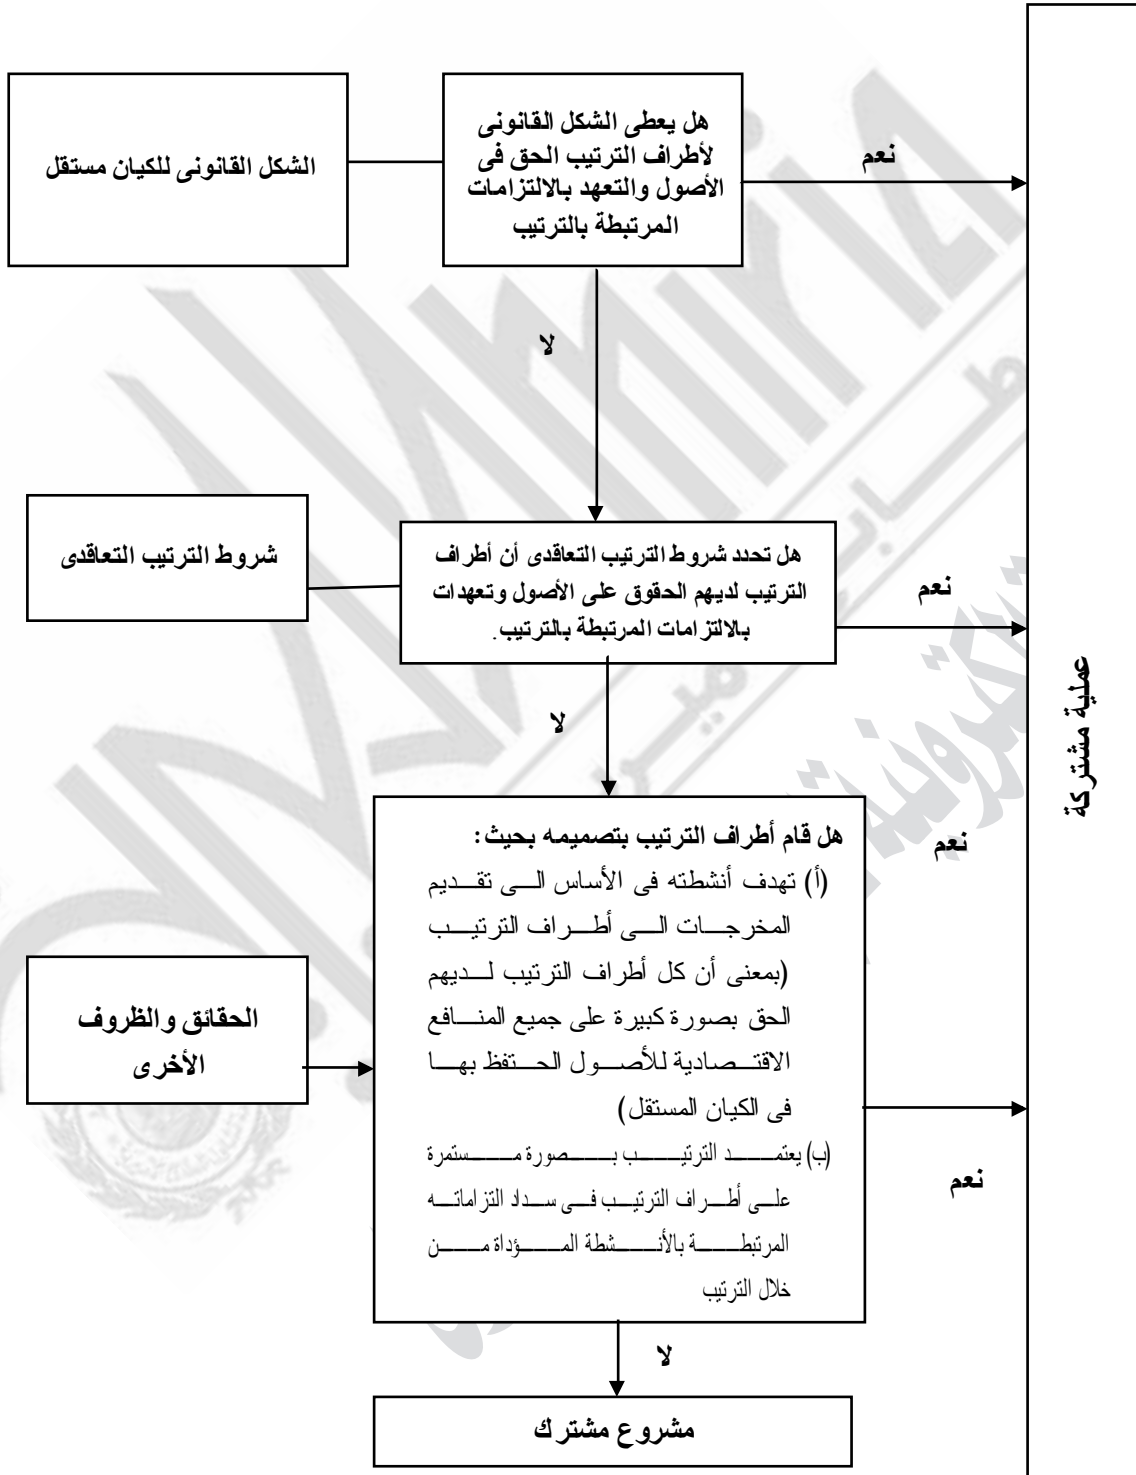 هل يعطى الشكل القانونى
لأطراف الترتيب الحق فى
الأصول والتعهد بالالتزامات
المرتبطة بالترتيب
الشكل القانونى للكيان مستقل
نعم
لا
هل تحدد شروط الترتيب التعاقدى أن أطراف
الترتيب لديهم الحقوق على الأصول وتعهدات
بالالتزامات المرتبطة بالترتيب.
شروط الترتيب التعاقدى
نعم
لا
عملية مشتركة
هل قام أطراف الترتيب بتصميمه بحيث:
(أ) تهدف أنشطته فى الأساس الى تقديم
المخرجات الى أطراف الترتيب
(بمعنى أن كل أطراف الترتيب لديهم
الحق بصورة كبيرة على جميع المنافع
الاقتصادية للأصول الحتفظ بها
فى الكيان المستقل)
(ب) يعتمد الترتيب بصورة مستمرة
على أطراف الترتيب فى سداد التزاماته
المرتبطة بالأنشطة المؤداة من
خلال الترتيب
نعم
الحقائق والظروف
الأخرى
نعم
لا
مشروع مشترك